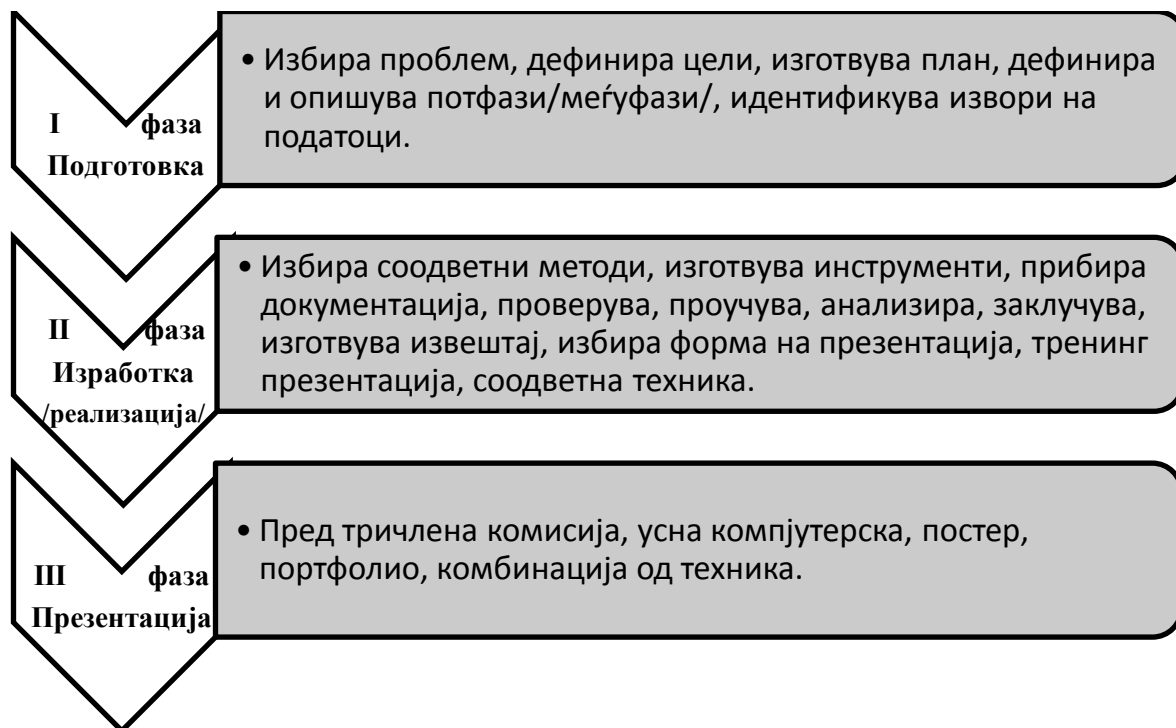 I фаза
Подготовка
• Избира проблем, дефинира цели, изготвува план, дефинира
и опишува потфази/меѓуфази/, идентификува извори на
податоци.
II фаза
Изработка
/реализација/
• Избира соодветни методи, изготвува инструменти, прибира
документација, проверува, проучува, анализира, заклучува,
изготвува извештај, избира форма на презентација, тренинг
презентација, соодветна техника.
III фаза
Презентација
• Пред тричлена комисија, усна компјутерска, постер,
портфолио, комбинација од техника.